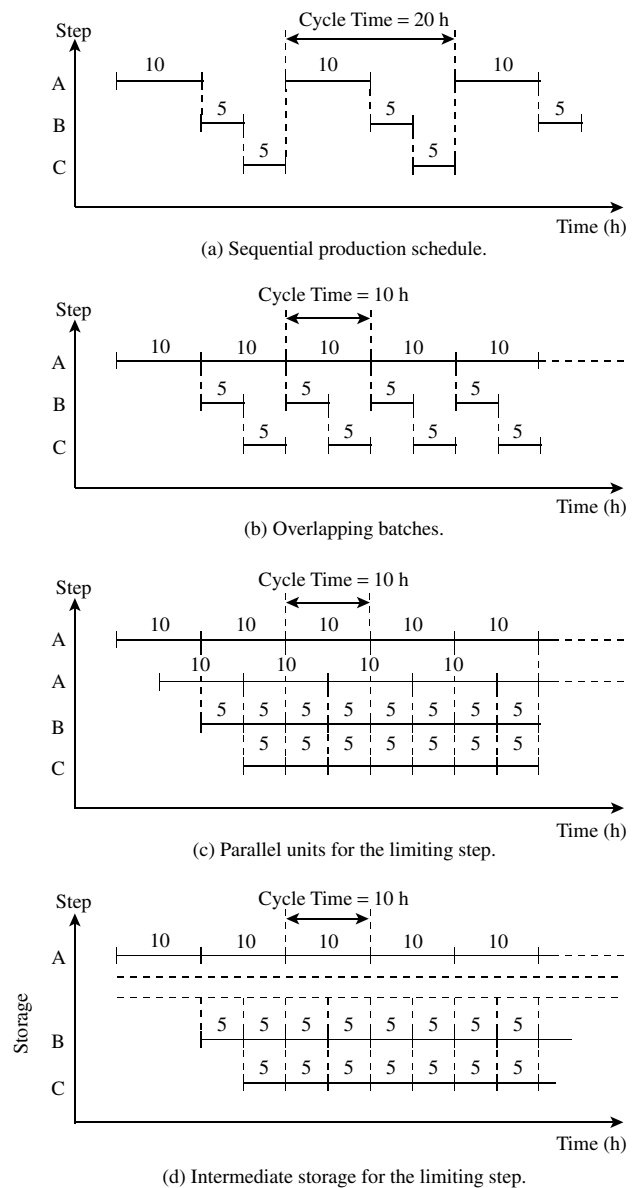 Cycle Time = 20 h
Step
10 10 10
A
5 5 5
B
5 5
C
Time (h)
(a) Sequential production schedule.
Cycle Time = 10 h
Step
10 10 10 10 10
A
5 5 5 5
B
5 5 5 5
C
Time (h)
(b) Overlapping batches.
Cycle Time = 10 h
Step
10 10 10 10 10
A
10 10 10 10
A
5 5 5 5 5 5 5 5
B
5 5 5 5 5 5 5
C
Time (h)
(c) Parallel units for the limiting step.
Cycle Time = 10 h
Step
10 10 10 10 10
A
Storage
5 5 5 5 5 5 5 5
B
5 5 5 5 5 5 5
C
Time (h)
(d) Intermediate storage for the limiting step.